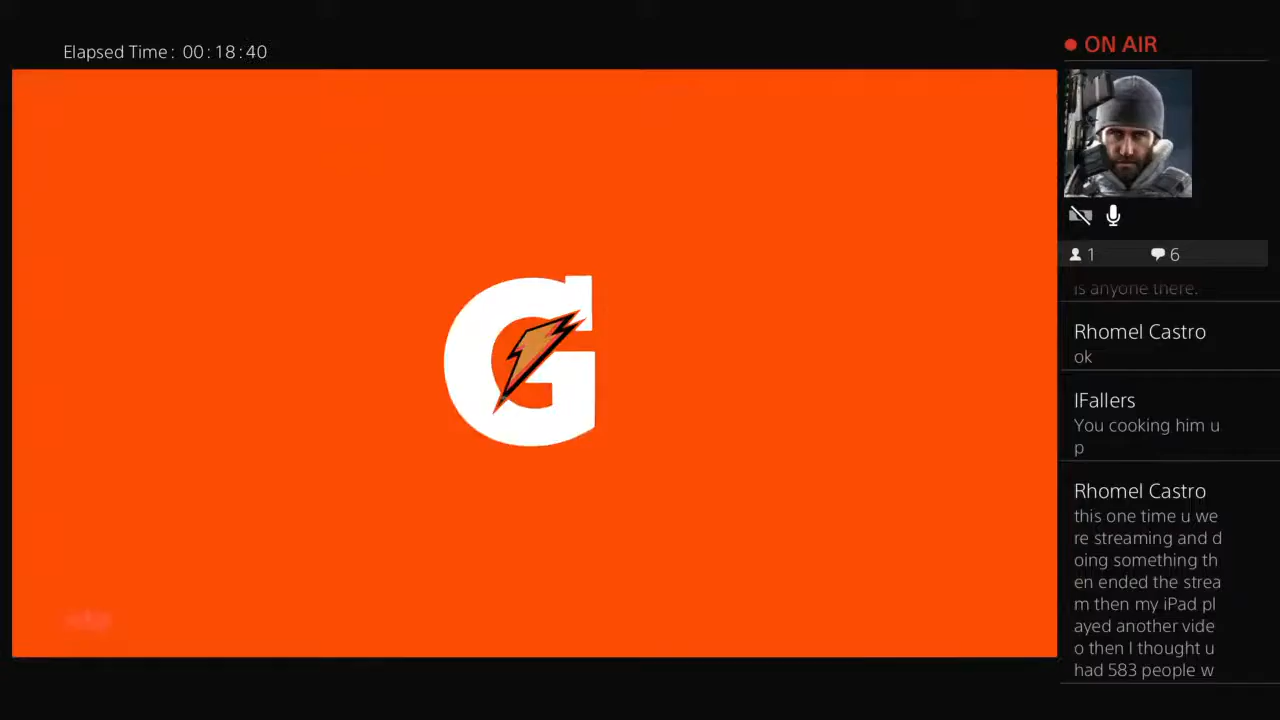 Elapsed Time: 00:18:40
ON AIR
G
1
6
is anyone there.
Rhomel Castro
ok
IFallers
You cooking him u
p
Rhomel Castro
this one time u we
re streaming and d
oing something th
en ended the strea
m then my iPad pl
ayed another vide
o then I thought u
had 583 people w